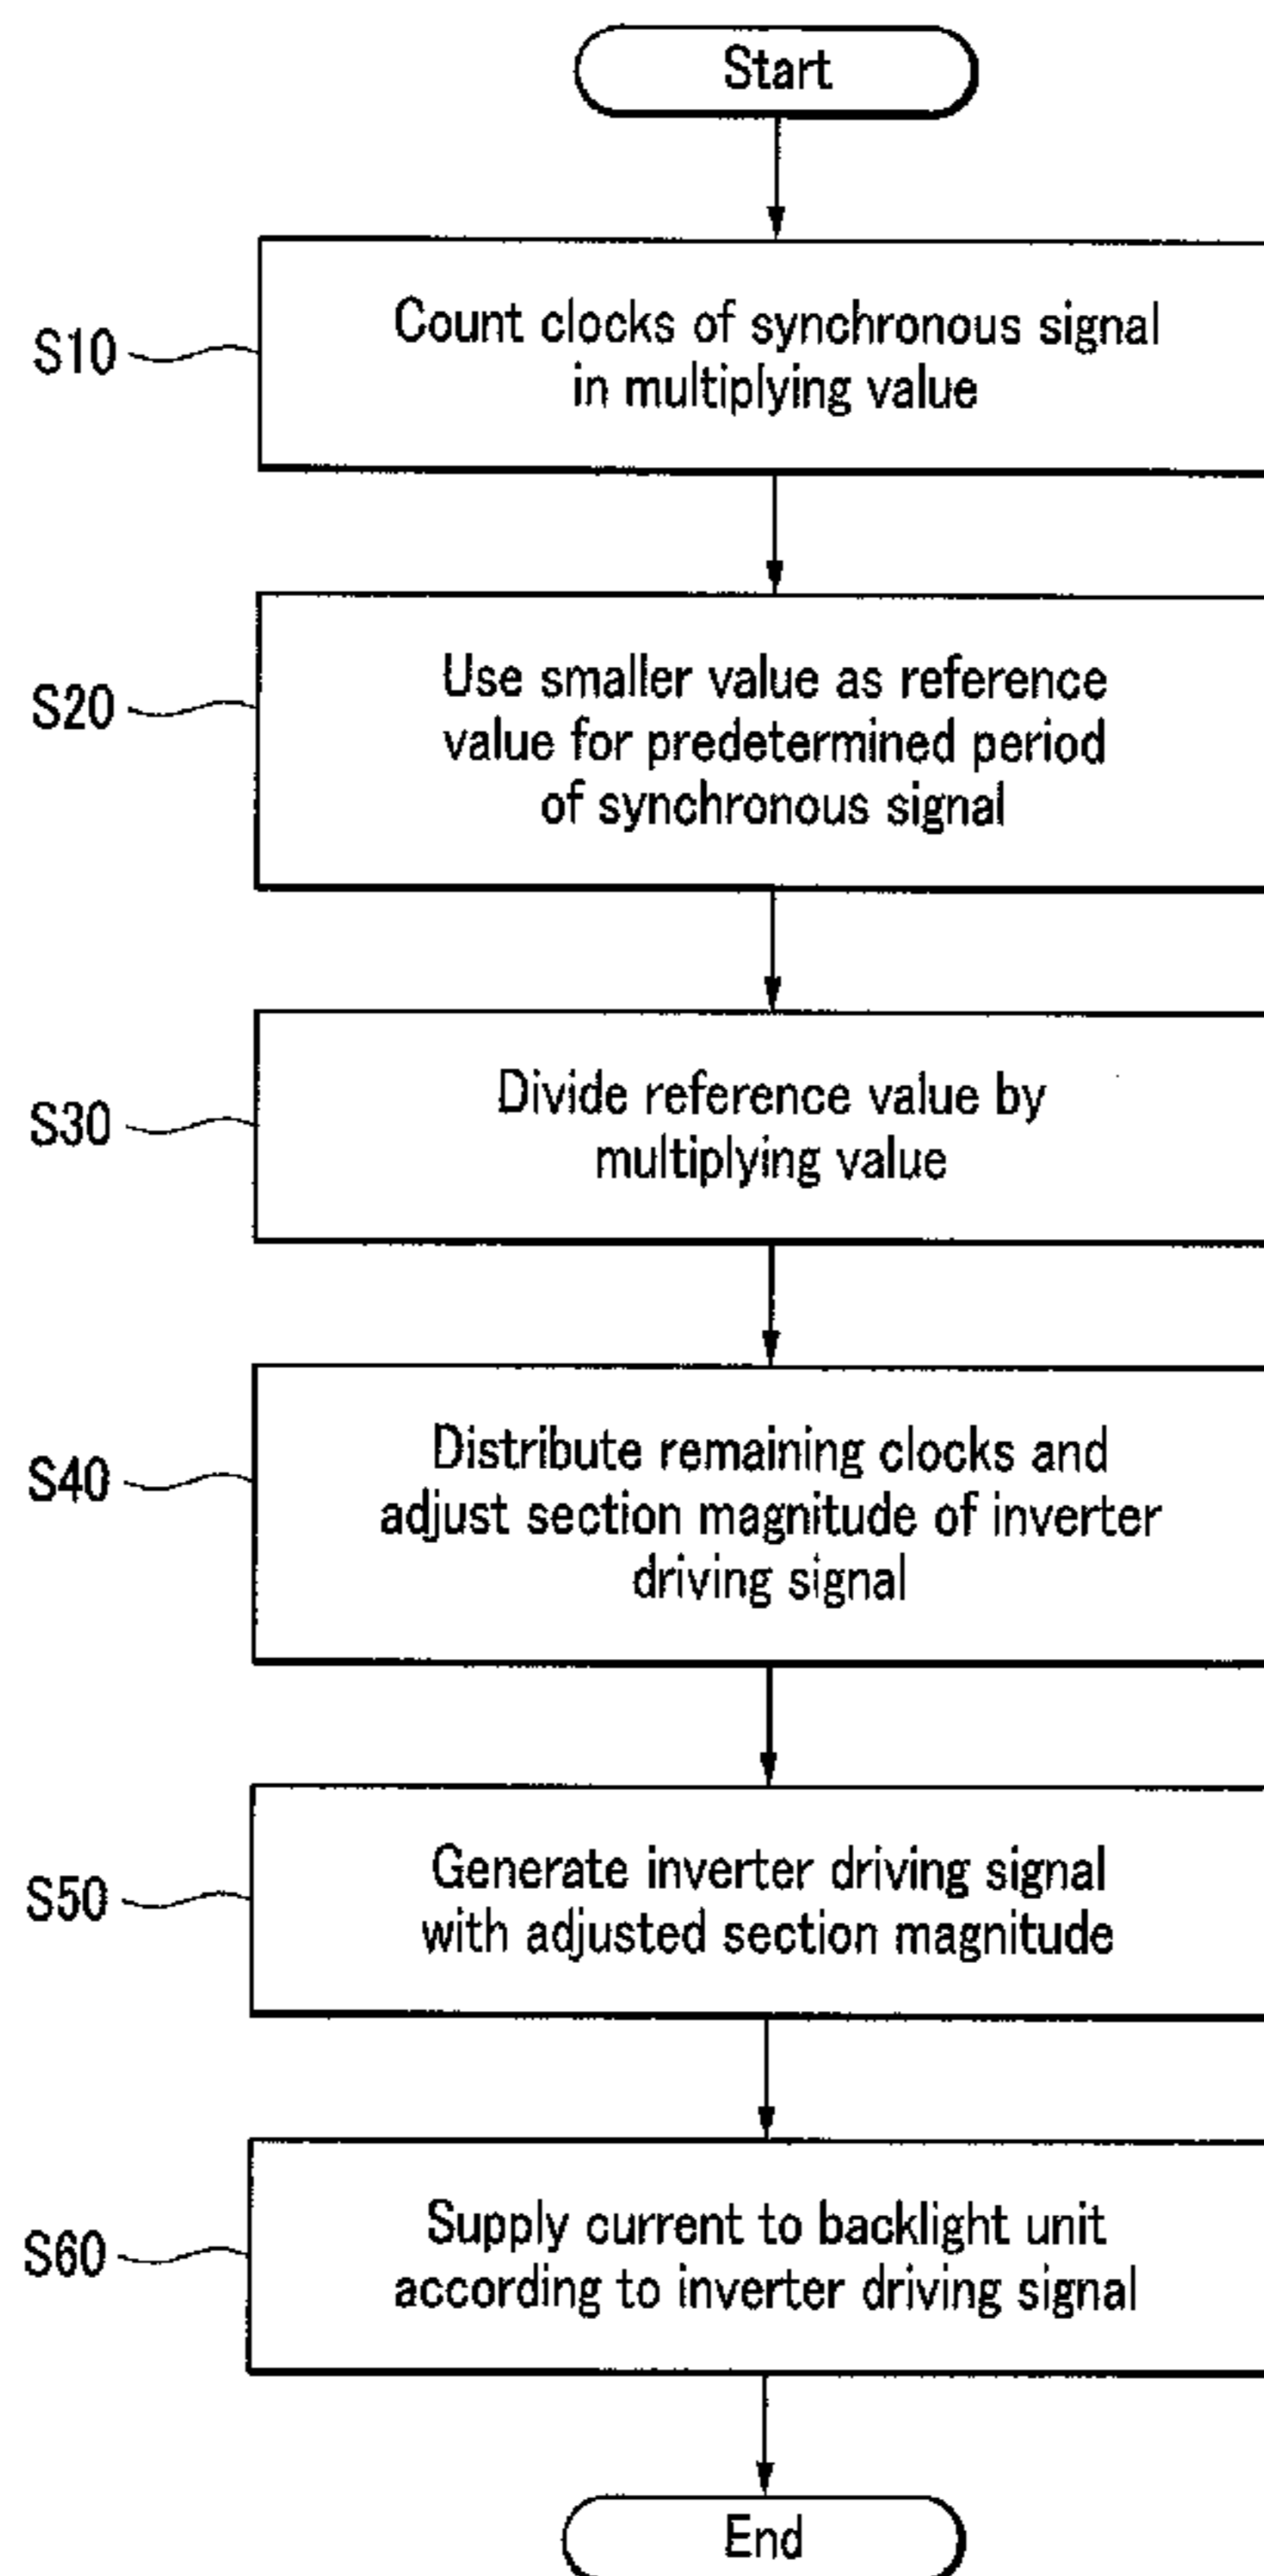 Start
S10
Count clocks of synchronous signal
in multiplying value
S20
Use smaller value as reference
value for predetermined period
of synchronous signal
S30
Divide reference value by
multiplying value
S40
Distribute remaining clocks and
adjust section magnitude of inverter
driving signal
S50
Generate inverter driving signal
with adjusted section magnitude
S60
Supply current to backlight unit
according to inverter driving signal
End